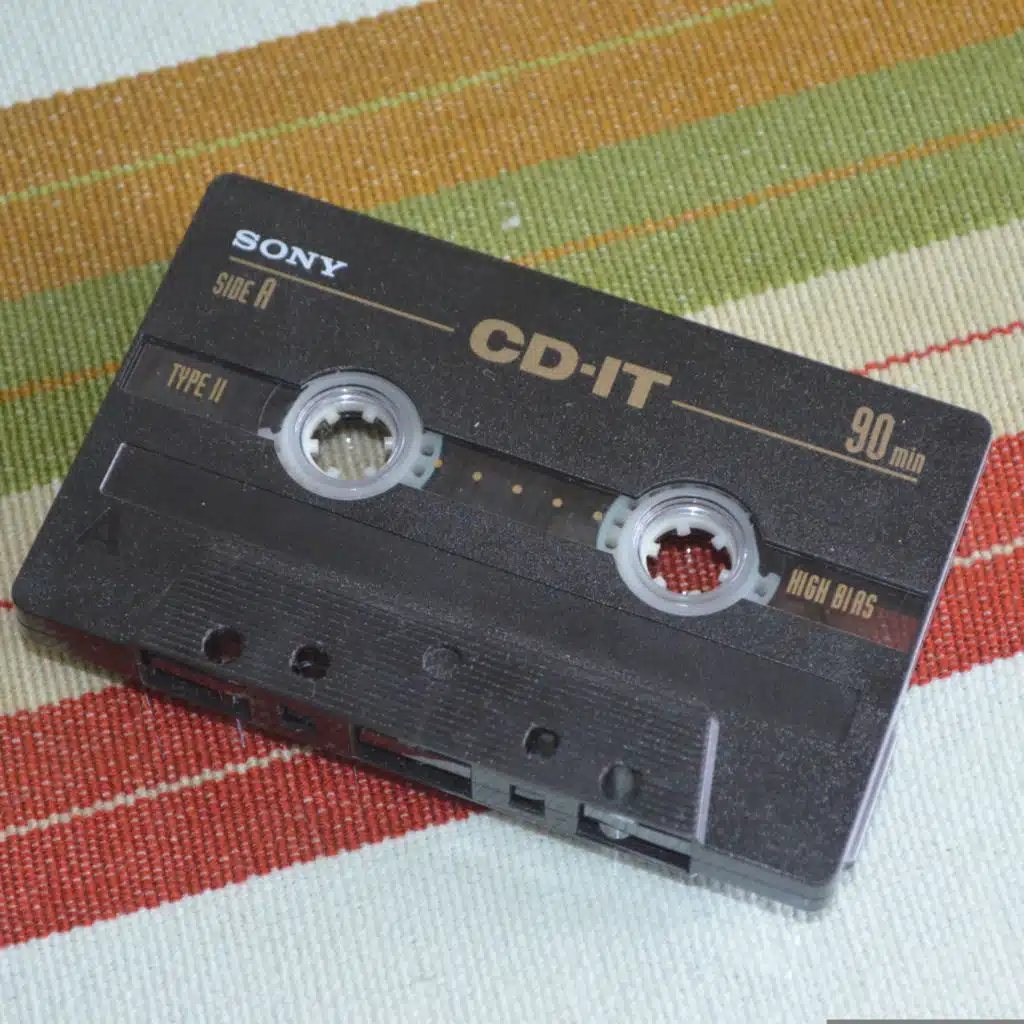 SONY
SIDE A
CD-IT
90 min
TYPE II
HIGH BIAS
A